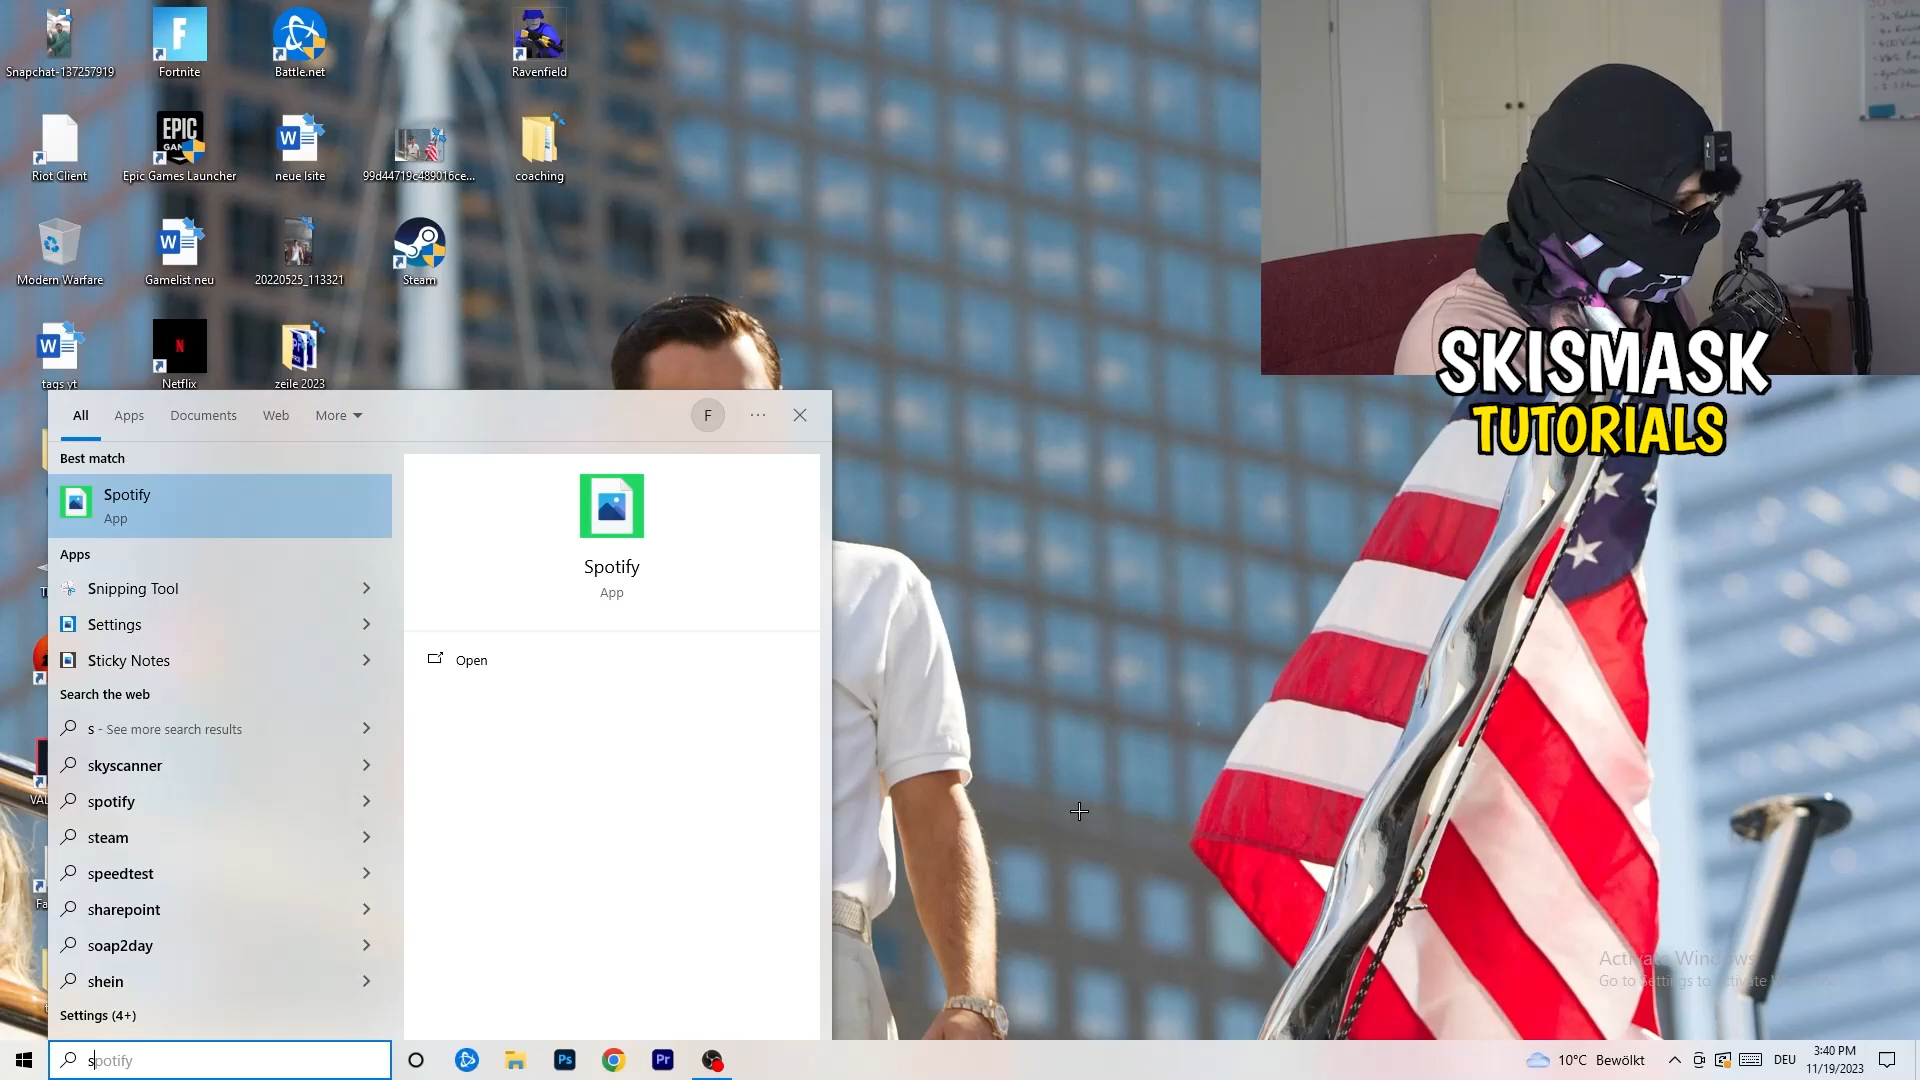 Snapchat-137257919
Fortnite
Battle.net
Ravenfield
Riot Client
EPIC
Epic Games Launcher
neue lsite
99d44719c489016ce...
coaching
Modern Warfare
Gamelist neu
20220525_113321
Steam
tags yt
Netflix
zeile 2023
SKISMASK
TUTORIALS
All
Apps
Documents
Web
More
F
Best match
Spotify
App
Apps
Snipping Tool
Settings
Sticky Notes
Search the web
s - See more search results
skyscanner
spotify
steam
speedtest
sharepoint
soap2day
shein
Settings (4+)
Spotify
App
Open
Activate Windows
Go to Settings to activate
spotify
Ps
Pr
10°C Bewölkt
DEU
3:40 PM
11/19/2023